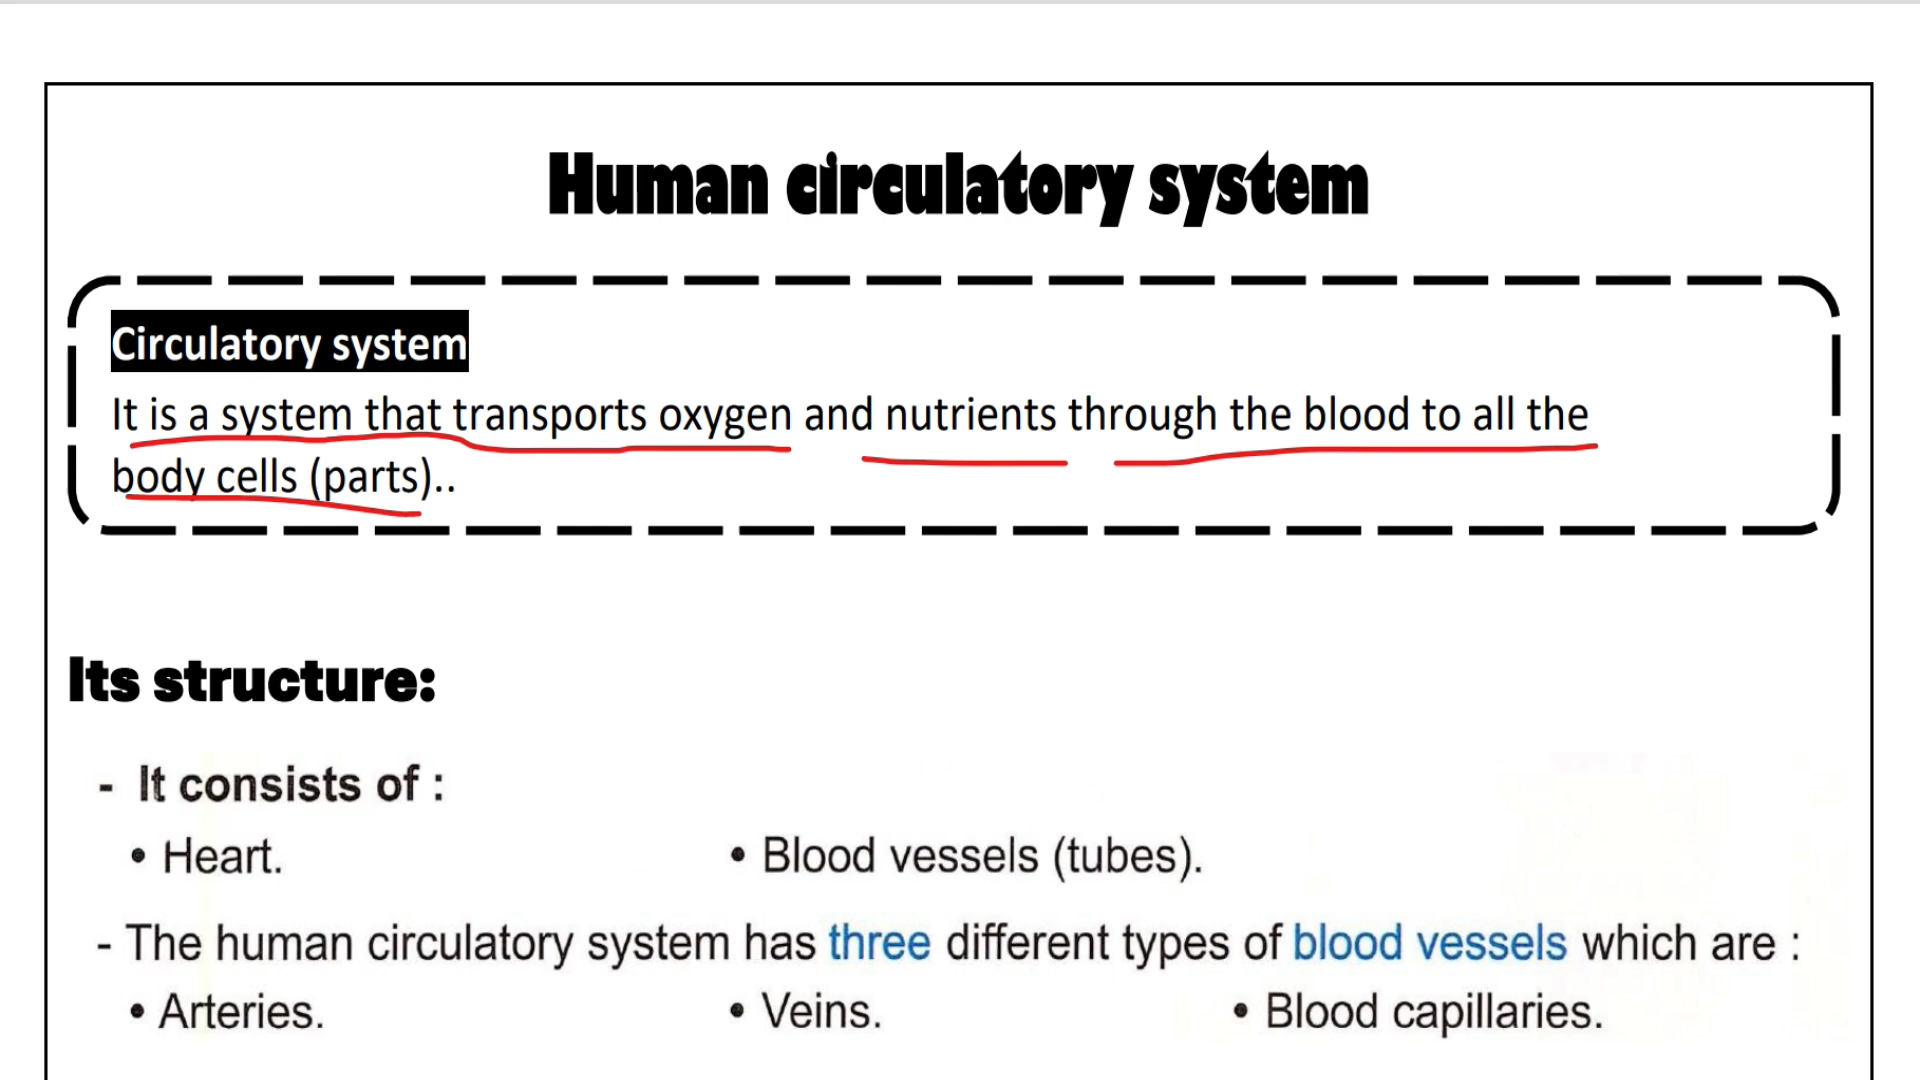 Human circulatory system
Circulatory system
It is a system that transports oxygen and nutrients through the blood to all the
body cells (parts)..
Its structure:
- It consists of :
• Heart. • Blood vessels (tubes).
- The human circulatory system has three different types of blood vessels which are :
• Arteries. • Veins. • Blood capillaries.